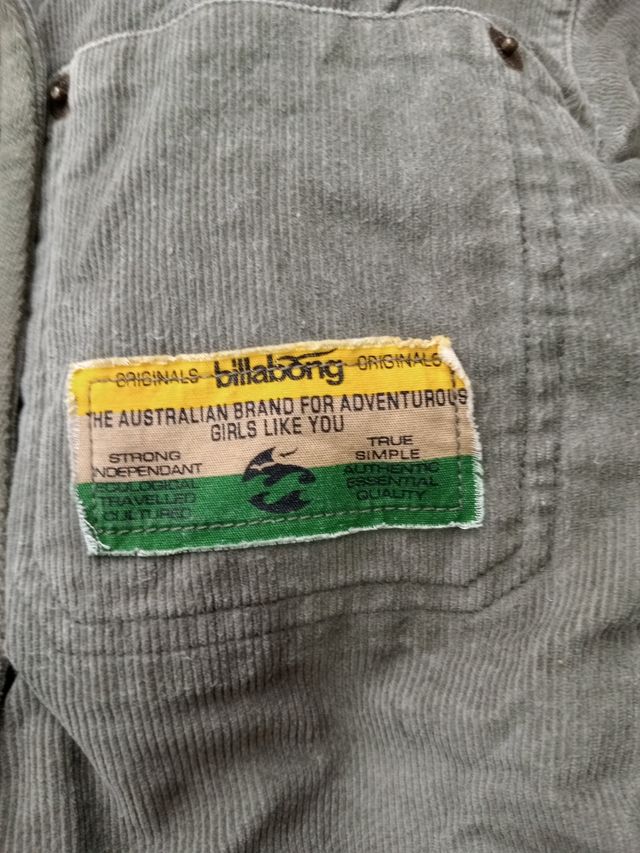 ORIGINALS billabong ORIGINALS
THE AUSTRALIAN BRAND FOR ADVENTUROUS
GIRLS LIKE YOU
STRONG
INDEPENDANT
ECOLOGICAL
TRAVELLED
CULTURED
TRUE
SIMPLE
AUTHENTIC
ESSENTIAL
QUALITY